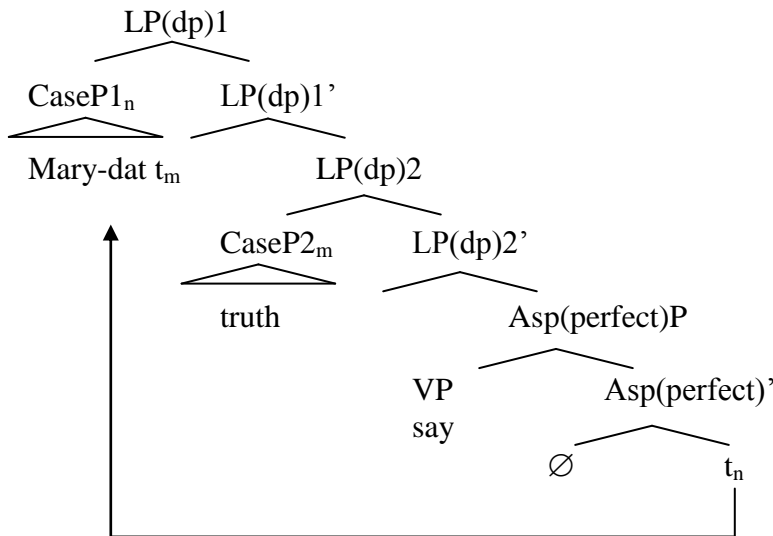 LP(dp)1
CaseP1n LP(dp)1’
Mary-dat tm LP(dp)2
CaseP2m LP(dp)2’
truth Asp(perfect)P
VP Asp(perfect)’
say
∅ tn